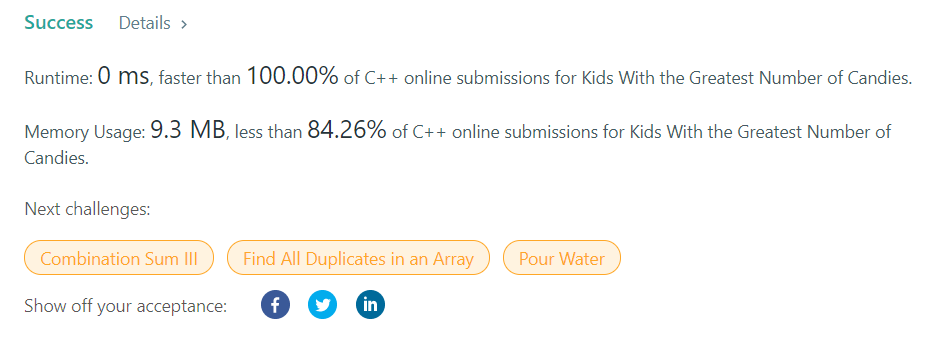 Success Details >
Runtime: 0 ms, faster than 100.00% of C++ online submissions for Kids With the Greatest Number of Candies.
Memory Usage: 9.3 MB, less than 84.26% of C++ online submissions for Kids With the Greatest Number of
Candies.
Next challenges:
Combination Sum III Find All Duplicates in an Array Pour Water
Show off your acceptance: f in